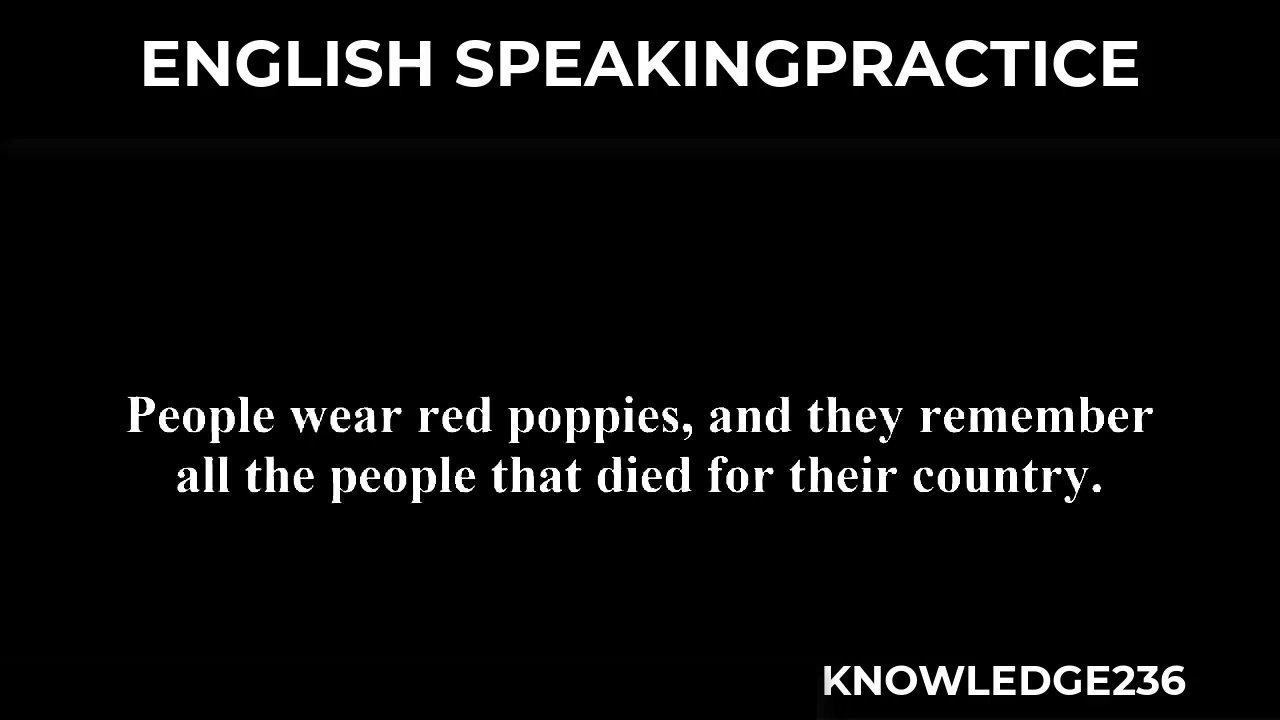 ENGLISH SPEAKINGPRACTICE
People wear red poppies, and they remember
all the people that died for their country.
KNOWLEDGE236